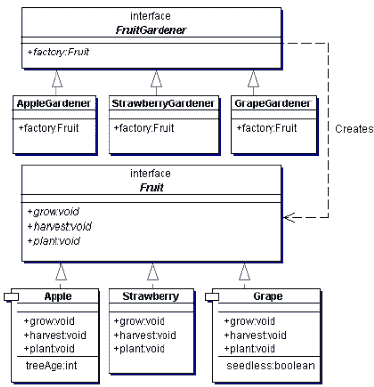 interface
FruitGardener
+factory:Fruit
AppleGardener
+factory:Fruit
StrawberryGardener
+factory:Fruit
GrapeGardener
+factory:Fruit
Creates
interface
Fruit
+grow:void
+harvest:void
+plant:void
Apple
+grow:void
+harvest:void
+plant:void
treeAge:int
Strawberry
+grow:void
+harvest:void
+plant:void
Grape
+grow:void
+harvest:void
+plant:void
seedless:boolean